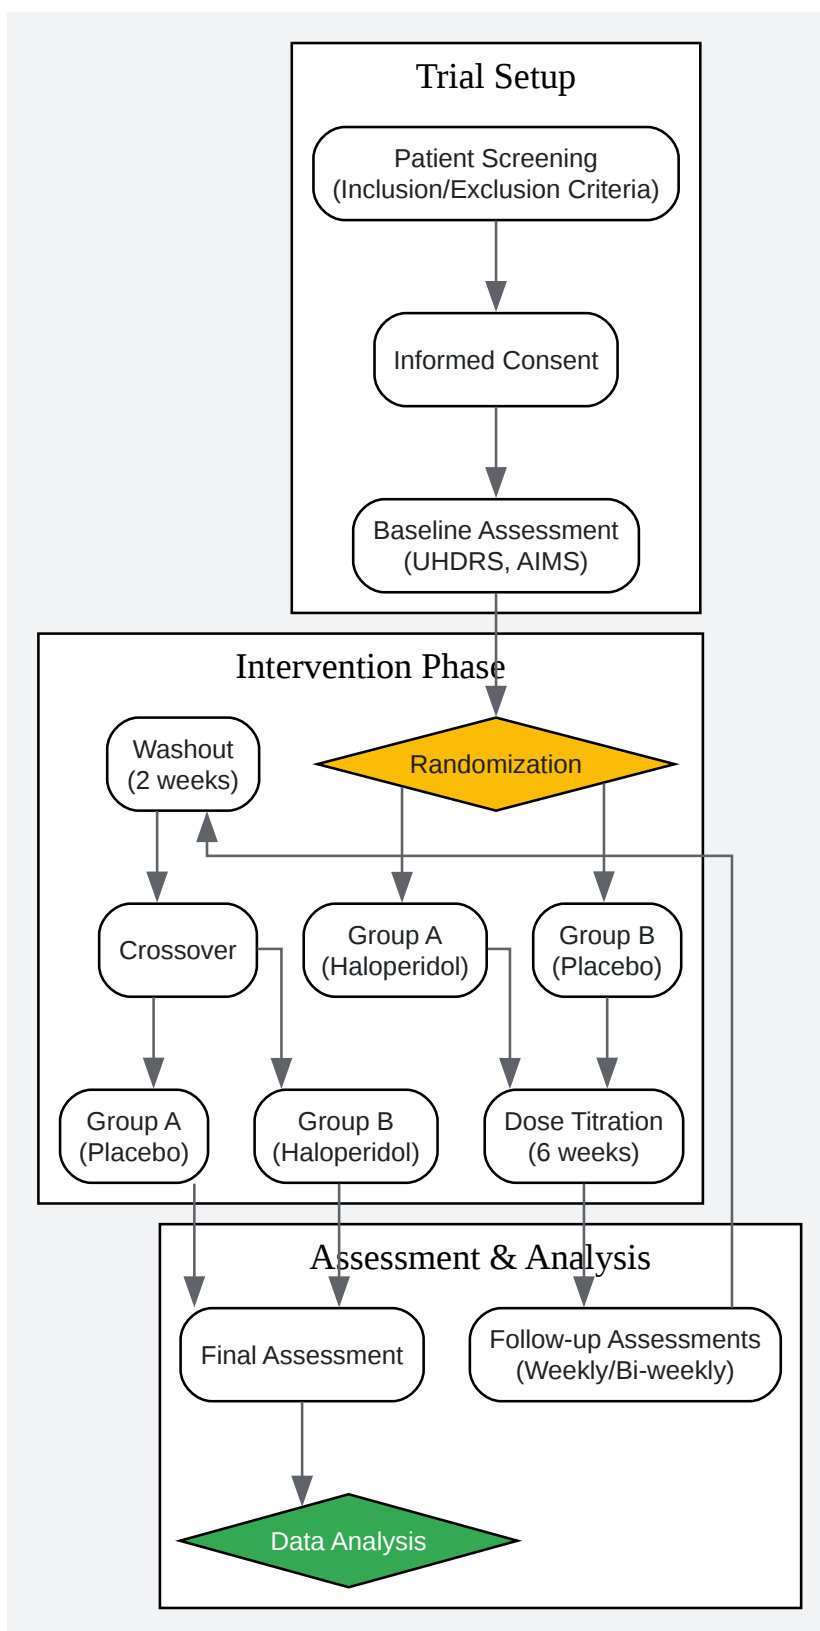 Trial Setup
Patient Screening
(Inclusion/Exclusion Criteria)
Informed Consent
Baseline Assessment
(UHDRS, AIMS)
Intervention Phase
Washout
(2 weeks)
Randomization
Crossover
Group A
(Haloperidol)
Group B
(Placebo)
Group A
(Placebo)
Group B
(Haloperidol)
Dose Titration
(6 weeks)
Assessment & Analysis
Final Assessment
Follow-up Assessments
(Weekly/Bi-weekly)
Data Analysis